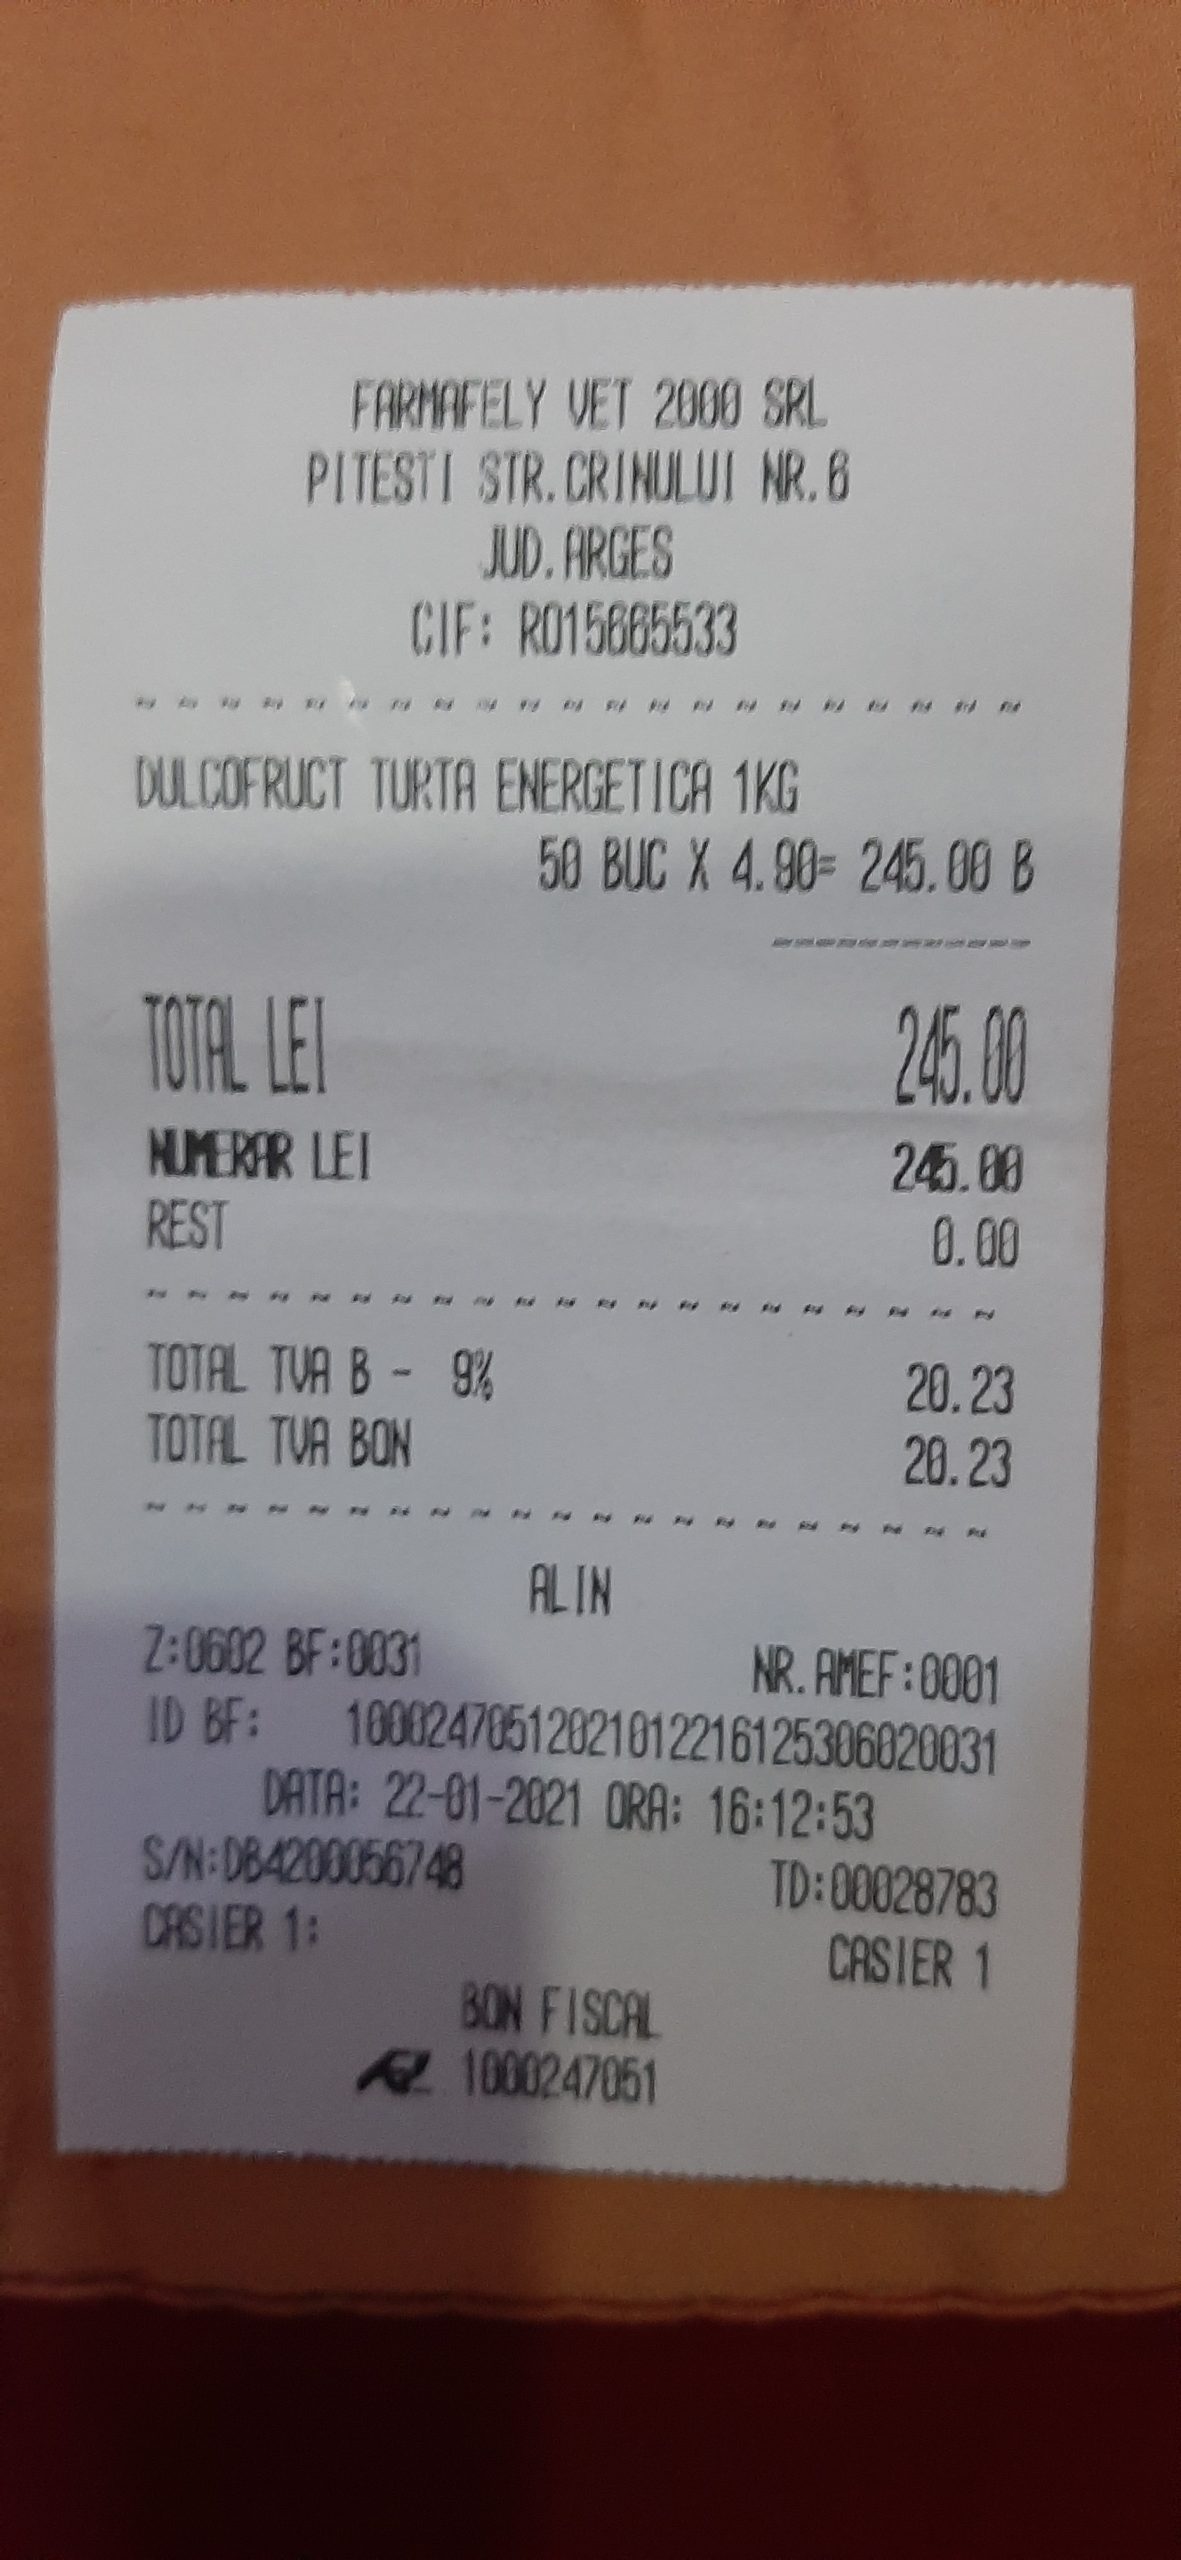 FARMAFELY VET 2000 SRL
PITESTI STR.CRINULUI NR.6
JUD.ARGES
CIF: RO15665533
DULCOFRUCT TURTA ENERGETICA 1KG
50 BUC X 4.90= 245.00 B
TOTAL LEI 245.00
NUMERAR LEI 245.00
REST 0.00
TOTAL TVA B - 9% 20.23
TOTAL TVA BON 20.23
ALIN
Z:0602 BF:0031 NR.AMEF:0001
ID BF: 1000247051202101221612530602​0031
DATA: 22-01-2021 ORA: 16:12:53
S/N:DB4200056748 TD:00028783
CASIER 1: CASIER 1
BON FISCAL
1000247051